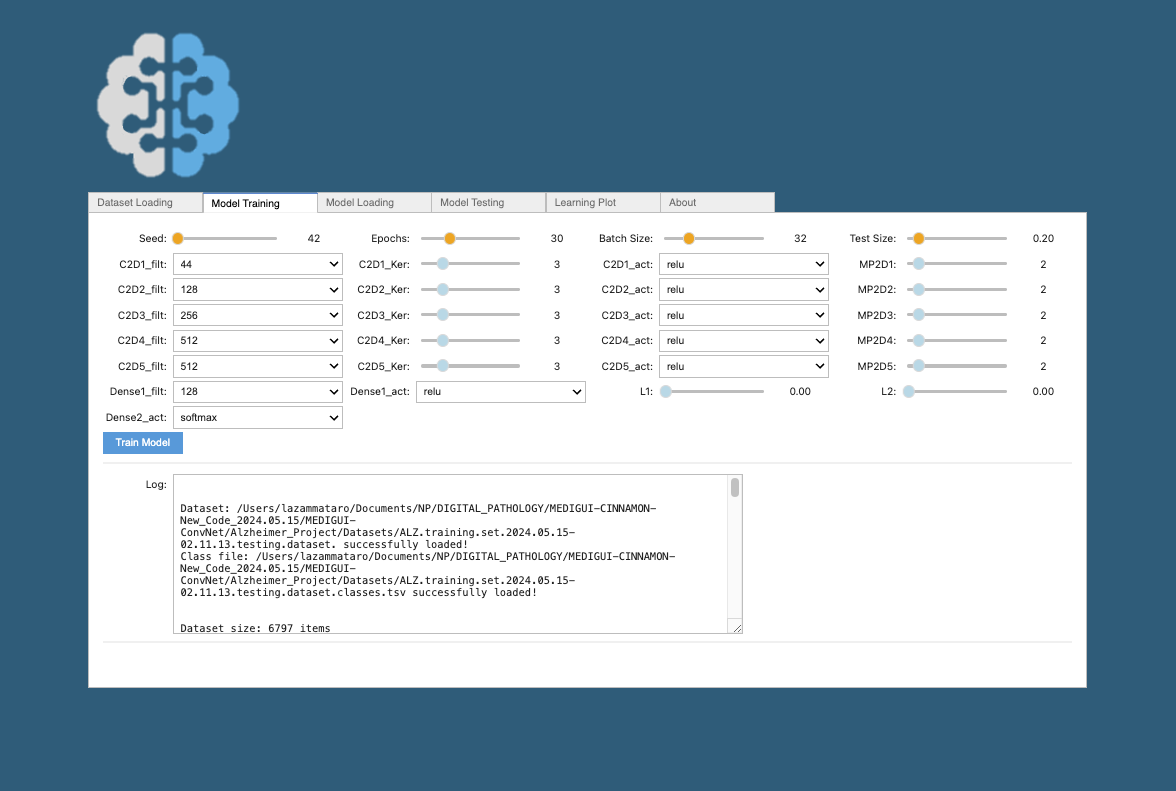 Dataset Loading Model Training Model Loading Model Testing Learning Plot About
Seed: 42 Epochs: 30 Batch Size: 32 Test Size: 0.20
C2D1_filt: 44 C2D1_Ker: 3 C2D1_act: relu MP2D1: 2
C2D2_filt: 128 C2D2_Ker: 3 C2D2_act: relu MP2D2: 2
C2D3_filt: 256 C2D3_Ker: 3 C2D3_act: relu MP2D3: 2
C2D4_filt: 512 C2D4_Ker: 3 C2D4_act: relu MP2D4: 2
C2D5_filt: 512 C2D5_Ker: 3 C2D5_act: relu MP2D5: 2
Dense1_filt: 128 Dense1_act: relu L1: 0.00 L2: 0.00
Dense2_act: softmax
Train Model
Log:
Dataset: /Users/lazammataro/Documents/NP/DIGITAL_PATHOLOGY/MEDIGUI-CINNAMON-
New_Code_2024.05.15/MEDIGUI-
ConvNet/Alzheimer_Project/Datasets/ALZ.training.set.2024.05.15-
02.11.13.testing.dataset. successfully loaded!
Class file: /Users/lazammataro/Documents/NP/DIGITAL_PATHOLOGY/MEDIGUI-CINNAMON-
New_Code_2024.05.15/MEDIGUI-
ConvNet/Alzheimer_Project/Datasets/ALZ.training.set.2024.05.15-
02.11.13.testing.dataset.classes.tsv successfully loaded!
Dataset size: 6797 items